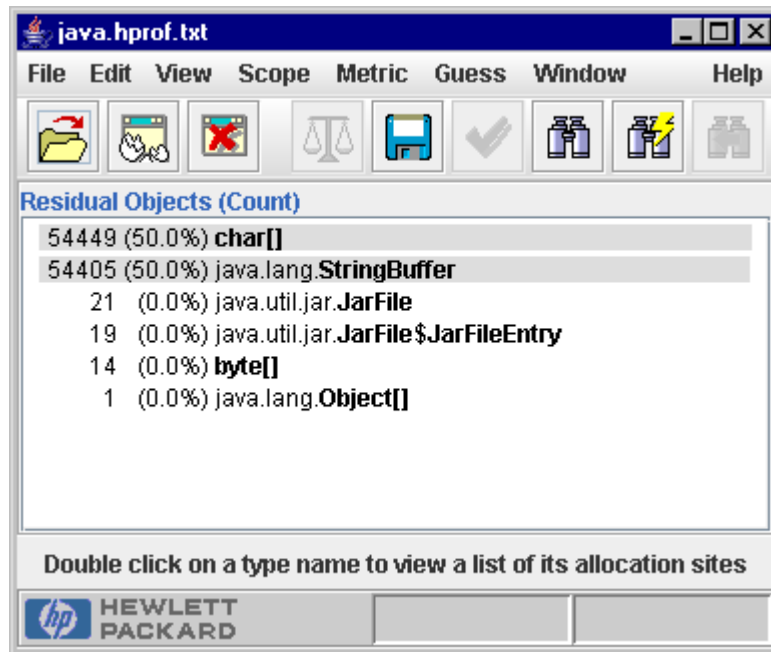 java.hprof.txt
File Edit View Scope Metric Guess Window Help
Residual Objects (Count)
54449 (50.0%) char[]
54405 (50.0%) java.lang.StringBuffer
21 (0.0%) java.util.jar.JarFile
19 (0.0%) java.util.jar.JarFile$JarFileEntry
14 (0.0%) byte[]
1 (0.0%) java.lang.Object[]
Double click on a type name to view a list of its allocation sites
hp HEWLETT
PACKARD